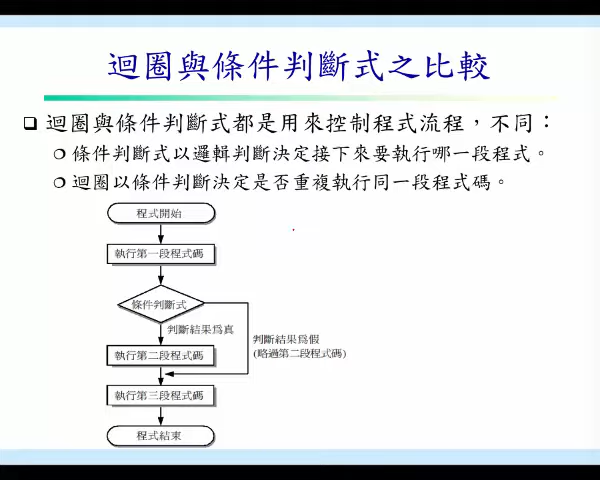 迴圈與條件判斷式之比較
迴圈與條件判斷式都是用來控制程式流程，不同：
條件判斷式以邏輯判斷決定接下來要執行哪一段程式。
迴圈以條件判斷決定是否重複執行同一段程式碼。
程式開始
執行第一段程式碼
條件判斷式
判斷結果為真
判斷結果為假
(略過第二段程式碼)
執行第二段程式碼
執行第三段程式碼
程式結束